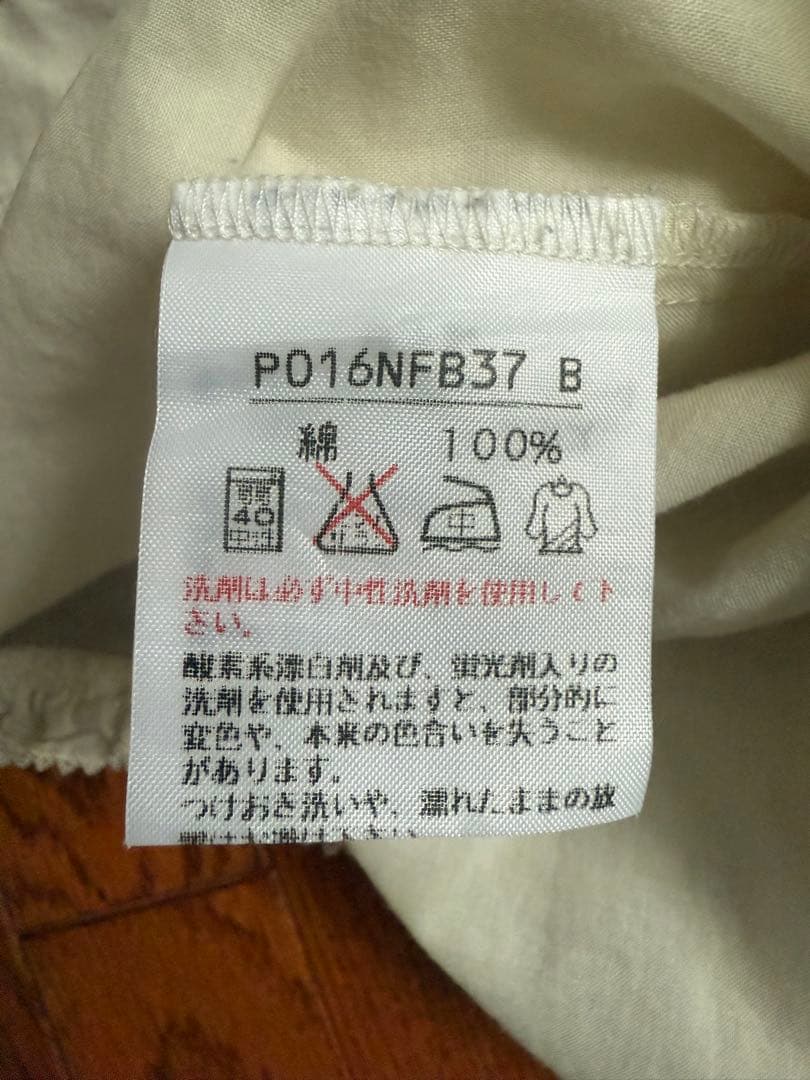 P016NFB37 B
綿 100%
40 中性 中
洗剤は必ず中性洗剤を使用して下
さい。
酸素系漂白剤及び、蛍光剤入りの
洗剤を使用されますと、部分的に
変色や、本来の色合いを失うこと
があります。
つけおき洗いや、濡れたままの放